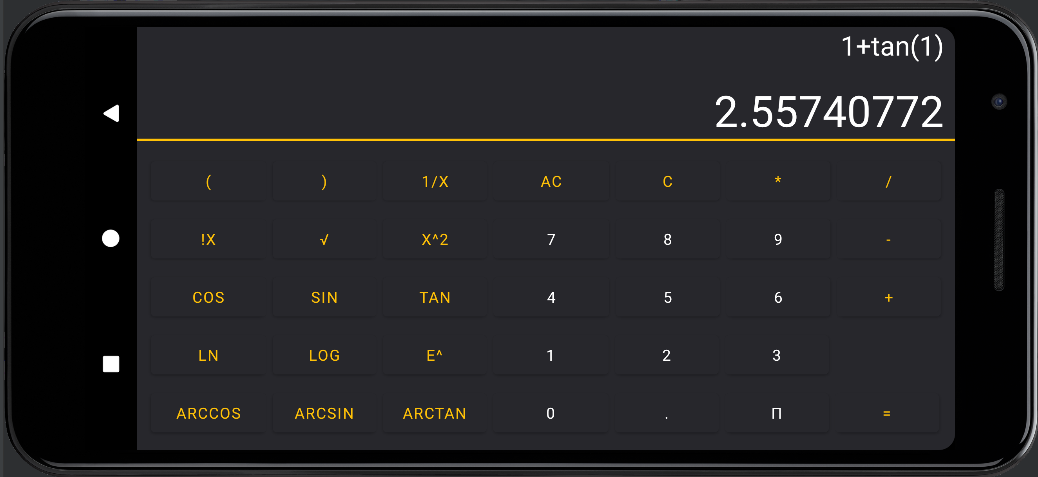 1+tan(1)
2.55740772
( ) 1/X AC C * /
!X √ X^2 7 8 9 -
COS SIN TAN 4 5 6 +
LN LOG E^ 1 2 3
ARCCOS ARCSIN ARCTAN 0 . П =